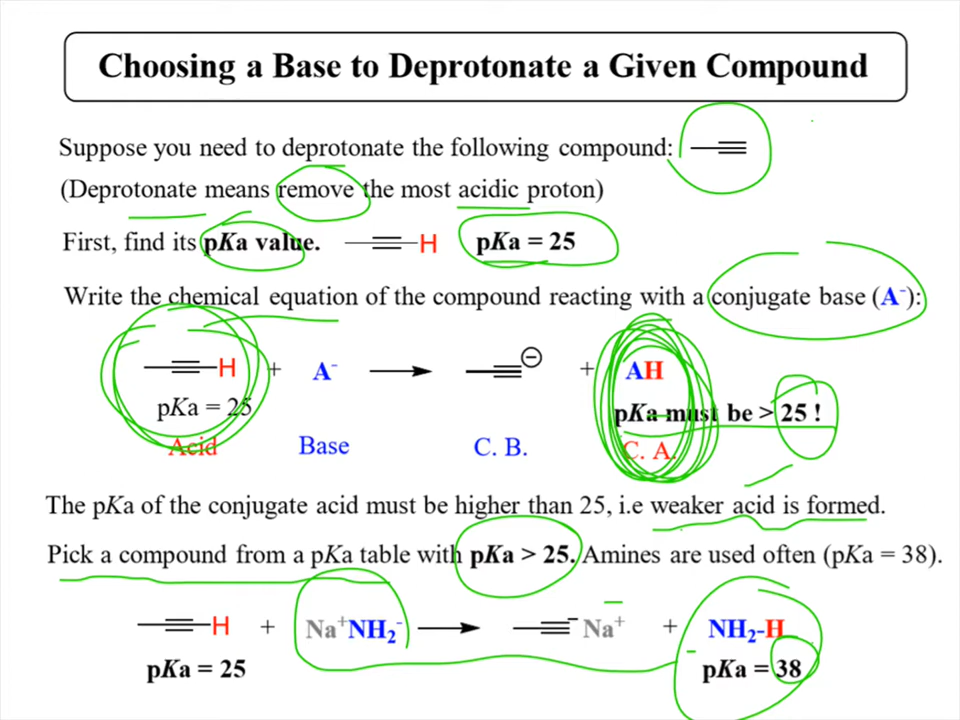 Choosing a Base to Deprotonate a Given Compound
Suppose you need to deprotonate the following compound:
(Deprotonate means remove the most acidic proton)
First, find its pKa value. H pKa = 25
Write the chemical equation of the compound reacting with a conjugate base (A⁻):
H + A⁻ + AH
pKa = 25 pKa must be > 25 !
Acid Base C. B. C. A.
The pKa of the conjugate acid must be higher than 25, i.e weaker acid is formed.
Pick a compound from a pKa table with pKa > 25. Amines are used often (pKa = 38).
H + Na⁺NH₂⁻ ⁻ Na⁺ + NH₂-H
pKa = 25 pKa = 38